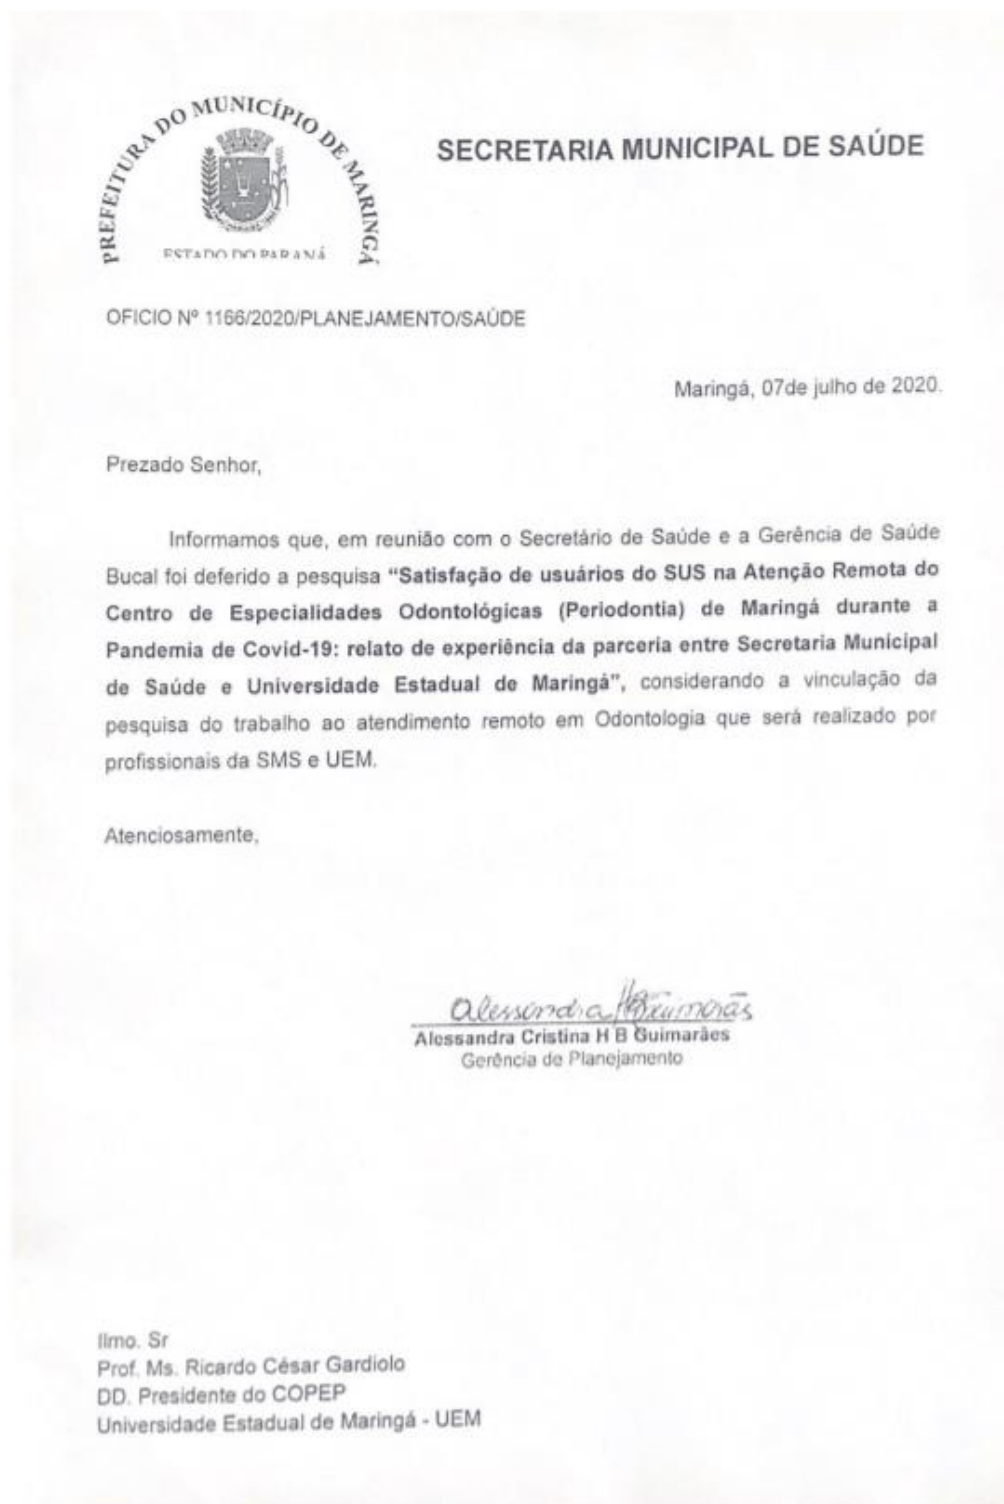 PREFEITURA DO MUNICÍPIO DE MARINGÁ
ESTADO DO PARANÁ
SECRETARIA MUNICIPAL DE SAÚDE
OFICIO Nº 1166/2020/PLANEJAMENTO/SAÚDE
Maringá, 07de julho de 2020.
Prezado Senhor,
Informamos que, em reunião com o Secretário de Saúde e a Gerência de Saúde
Bucal foi deferido a pesquisa “Satisfação de usuários do SUS na Atenção Remota do
Centro de Especialidades Odontológicas (Periodontia) de Maringá durante a
Pandemia de Covid-19: relato de experiência da parceria entre Secretaria Municipal
de Saúde e Universidade Estadual de Maringá”, considerando a vinculação da
pesquisa do trabalho ao atendimento remoto em Odontologia que será realizado por
profissionais da SMS e UEM.
Atenciosamente,
Alessandra HBGuimarãs
Alessandra Cristina H B Guimarães
Gerência de Planejamento
Ilmo. Sr
Prof. Ms. Ricardo César Gardiolo
DD. Presidente do COPEP
Universidade Estadual de Maringá - UEM